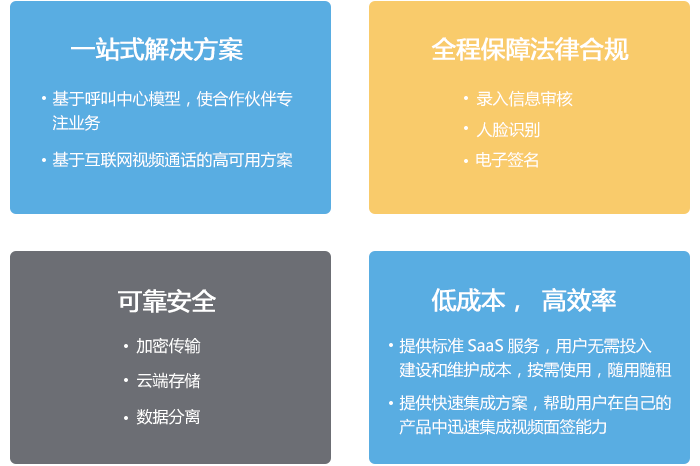 一站式解决方案
• 基于呼叫中心模型，使合作伙伴专
注业务
• 基于互联网视频通话的高可用方案
全程保障法律合规
• 录入信息审核
• 人脸识别
• 电子签名
可靠安全
• 加密传输
• 云端存储
• 数据分离
低成本， 高效率
• 提供标准 SaaS 服务，用户无需投入
建设和维护成本，按需使用，随用随租
• 提供快速集成方案，帮助用户在自己的
产品中迅速集成视频面签能力